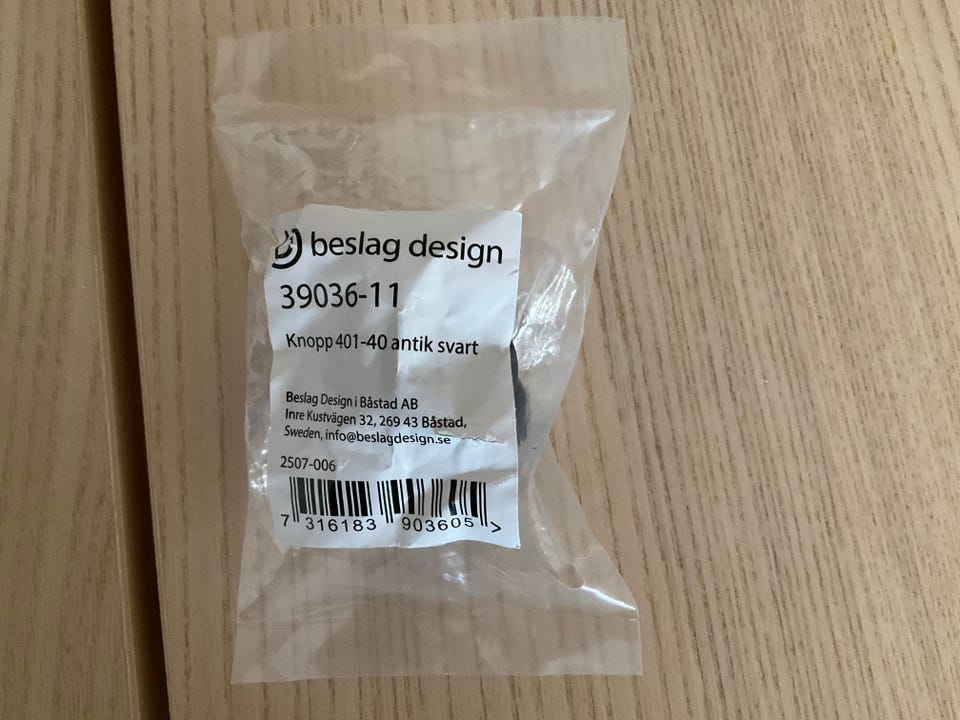 beslag design
39036-11
Knopp 401-40 antik svart
Beslag Design i Båstad AB
Inre Kustvägen 32, 269 43 Båstad,
Sweden, info@beslagdesign.se
2507-006
7 316183 903605 >